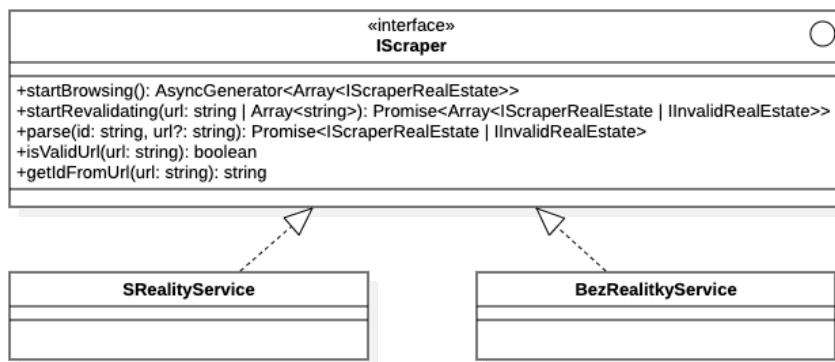 «interface»
IScraper
+startBrowsing(): AsyncGenerator<Array<IScraperRealEstate>>
+startRevalidating(url: string | Array<string>): Promise<Array<IScraperRealEstate | IInvalidRealEstate>>
+parse(id: string, url?: string): Promise<IScraperRealEstate | IInvalidRealEstate>
+isValidUrl(url: string): boolean
+getIdFromUrl(url: string): string
SRealityService
BezRealitkyService